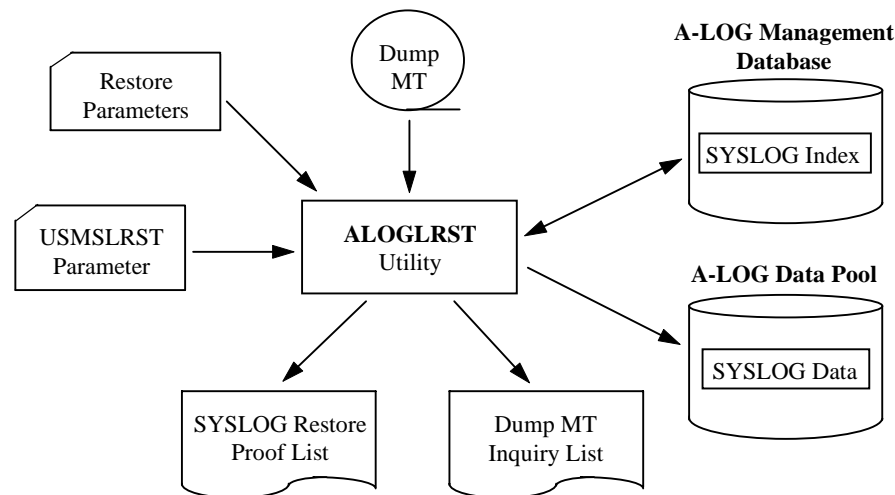 Dump
MT
A-LOG Management
Database
Restore
Parameters
SYSLOG Index
USMSLRST
Parameter
ALOGLRST
Utility
A-LOG Data Pool
SYSLOG Data
SYSLOG Restore
Proof List
Dump MT
Inquiry List